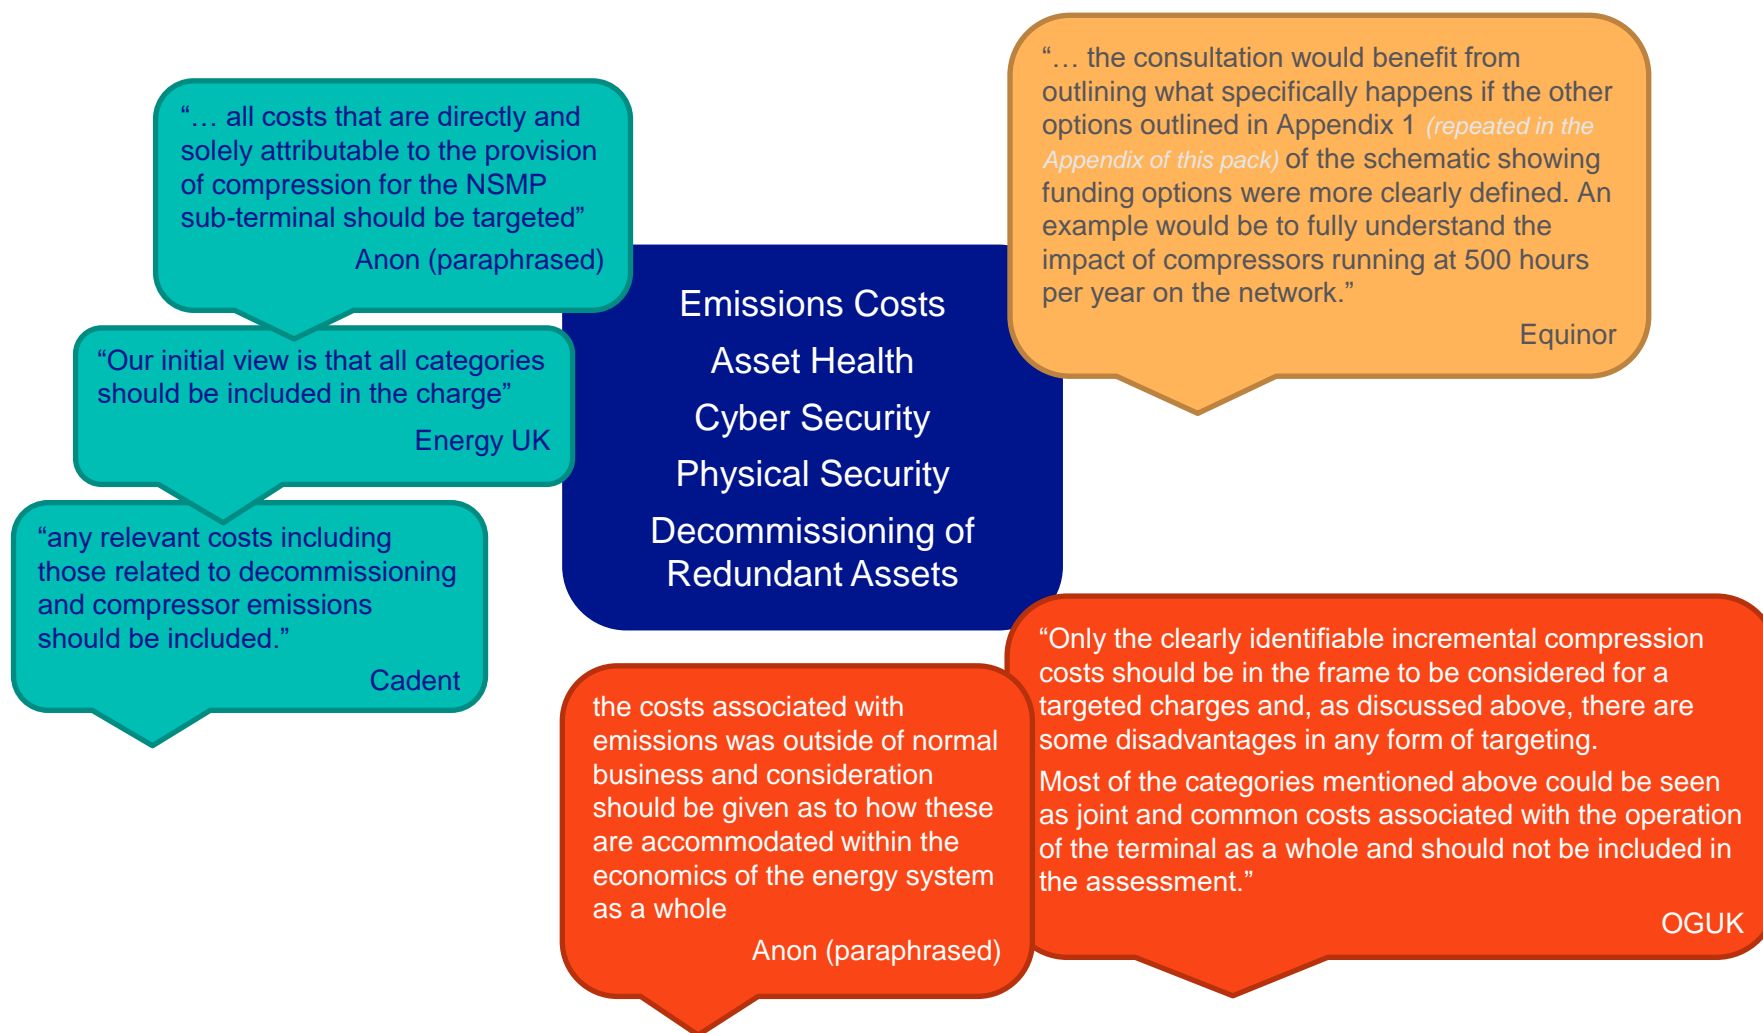 “… all costs that are directly and
solely attributable to the provision
of compression for the NSMP
sub-terminal should be targeted”
Anon (paraphrased)
“Our initial view is that all categories
should be included in the charge”
Energy UK
“any relevant costs including
those related to decommissioning
and compressor emissions
should be included.”
Cadent
Emissions Costs
Asset Health
Cyber Security
Physical Security
Decommissioning of
Redundant Assets
“… the consultation would benefit from
outlining what specifically happens if the other
options outlined in Appendix 1 (repeated in the
Appendix of this pack) of the schematic showing
funding options were more clearly defined. An
example would be to fully understand the
impact of compressors running at 500 hours
per year on the network.”
Equinor
the costs associated with
emissions was outside of normal
business and consideration
should be given as to how these
are accommodated within the
economics of the energy system
as a whole
Anon (paraphrased)
“Only the clearly identifiable incremental compression
costs should be in the frame to be considered for a
targeted charges and, as discussed above, there are
some disadvantages in any form of targeting.
Most of the categories mentioned above could be seen
as joint and common costs associated with the operation
of the terminal as a whole and should not be included in
the assessment.”
OGUK